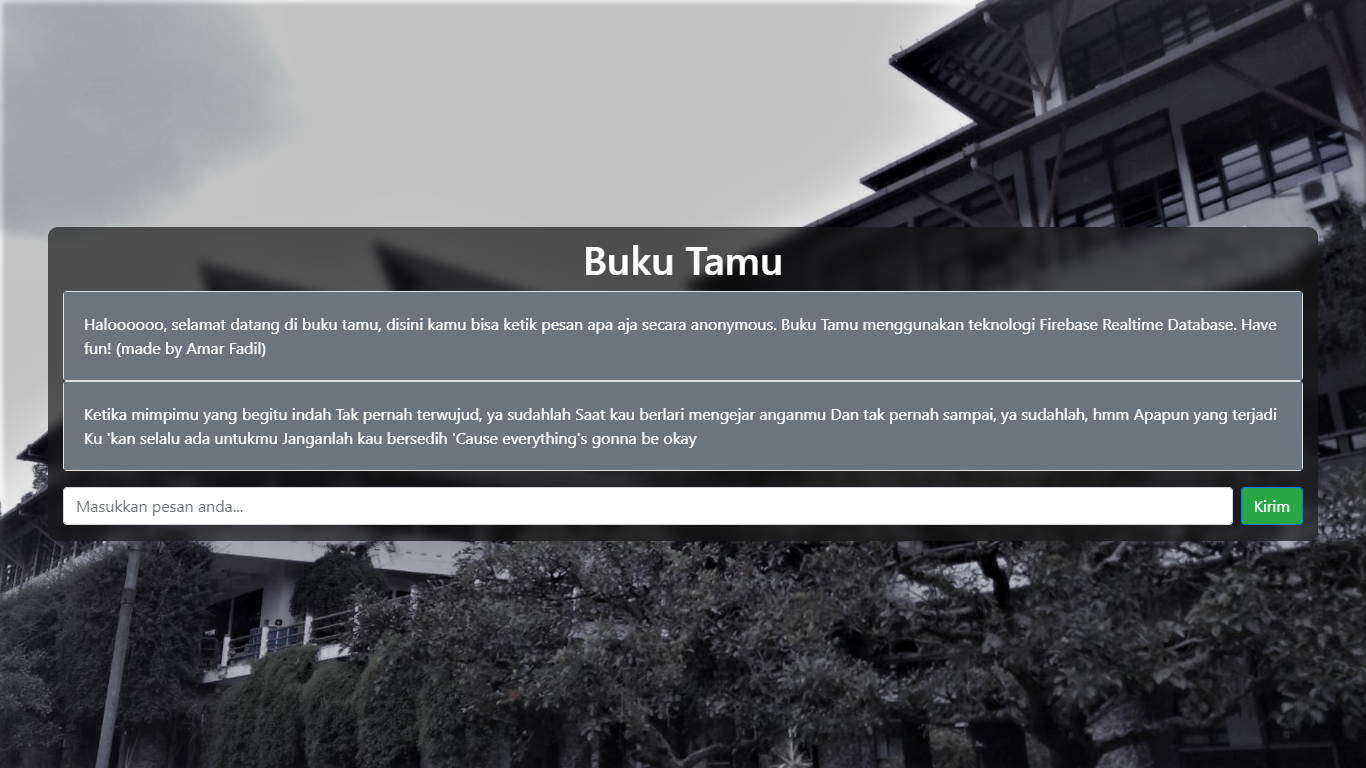 Buku Tamu
Haloooooo, selamat datang di buku tamu, disini kamu bisa ketik pesan apa aja secara anonymous. Buku Tamu menggunakan teknologi Firebase Realtime Database. Have
fun! (made by Amar Fadil)
Ketika mimpimu yang begitu indah Tak pernah terwujud, ya sudahlah Saat kau berlari mengejar anganmu Dan tak pernah sampai, ya sudahlah, hmm Apapun yang terjadi
Ku 'kan selalu ada untukmu Janganlah kau bersedih 'Cause everything's gonna be okay
Masukkan pesan anda...
Kirim